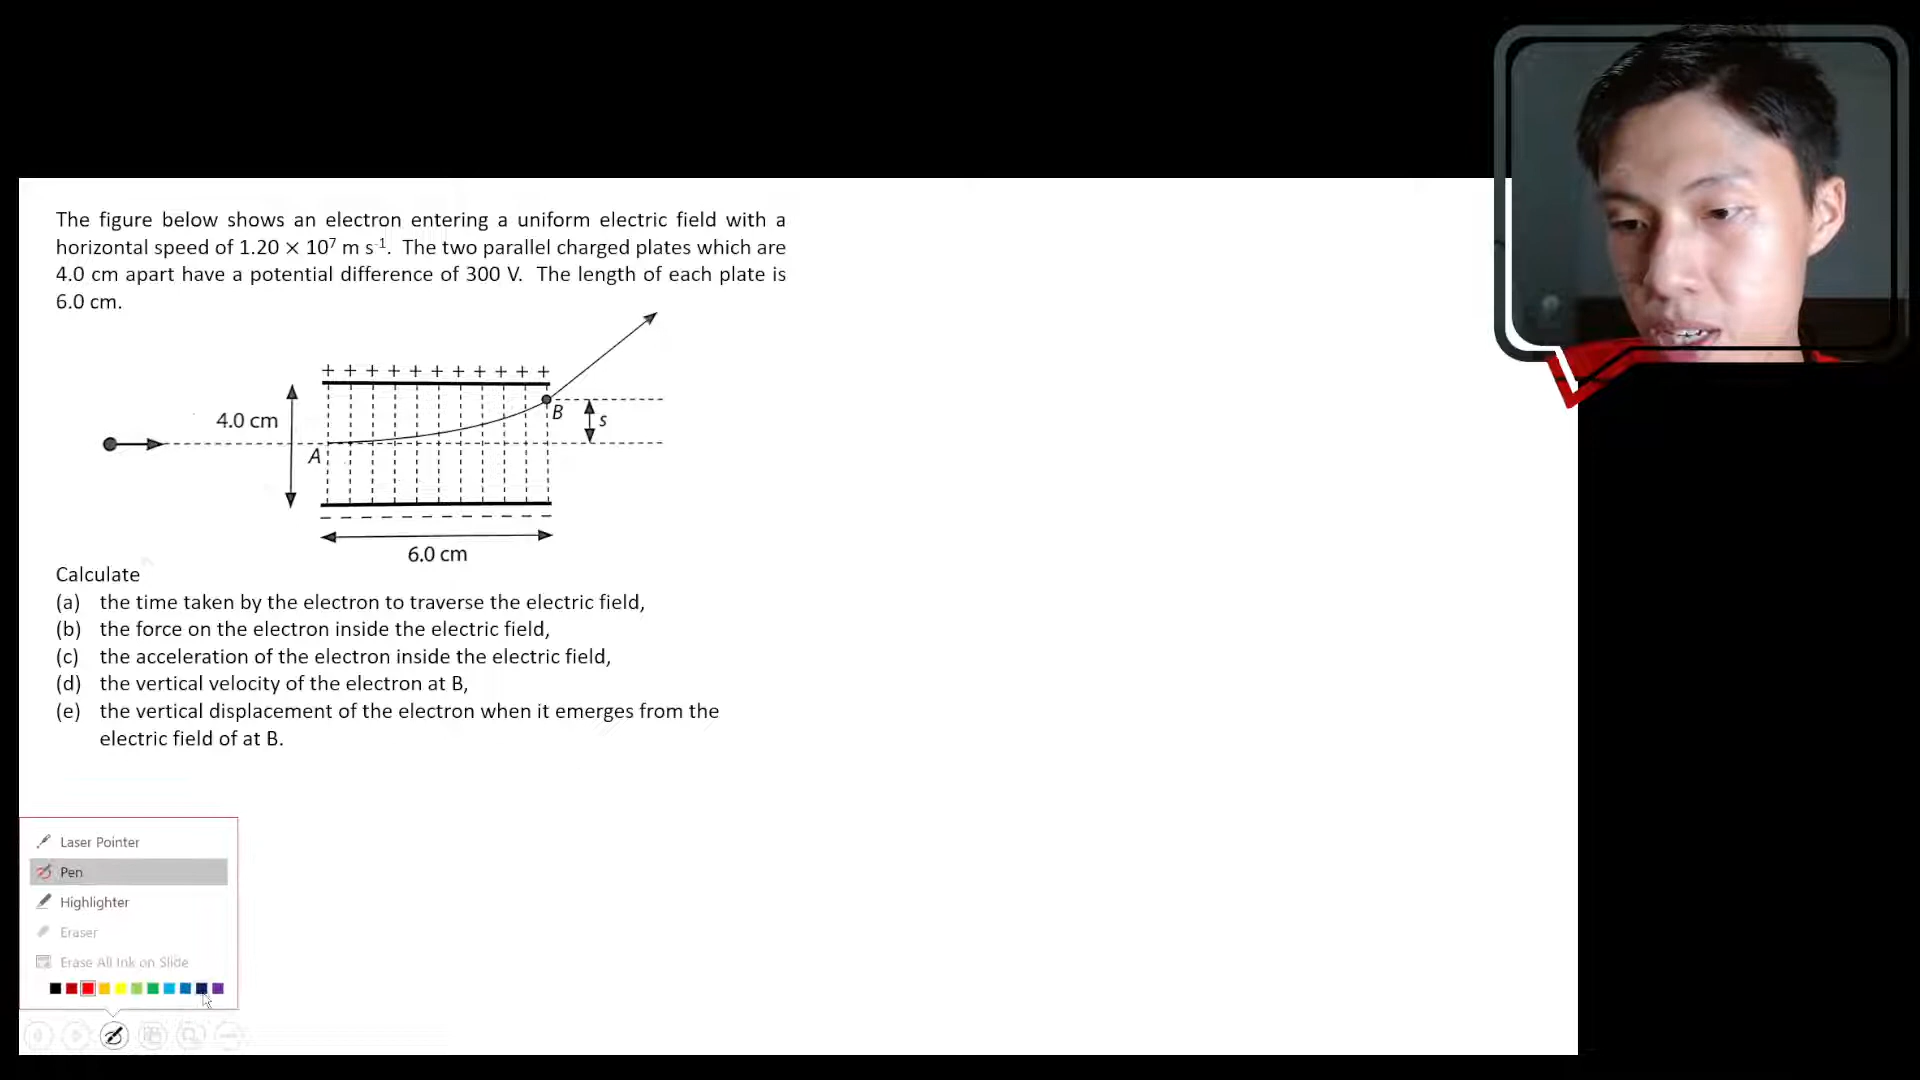 The figure below shows an electron entering a uniform electric field with a
horizontal speed of 1.20 × 10⁷ m s⁻¹. The two parallel charged plates which are
4.0 cm apart have a potential difference of 300 V. The length of each plate is
6.0 cm.
+ + + + + + + + + + +
4.0 cm
B
s
A
− − − − − − − − − − −
6.0 cm
Calculate
(a) the time taken by the electron to traverse the electric field,
(b) the force on the electron inside the electric field,
(c) the acceleration of the electron inside the electric field,
(d) the vertical velocity of the electron at B,
(e) the vertical displacement of the electron when it emerges from the
electric field of at B.
Laser Pointer
Pen
Highlighter
Eraser
Erase All Ink on Slide